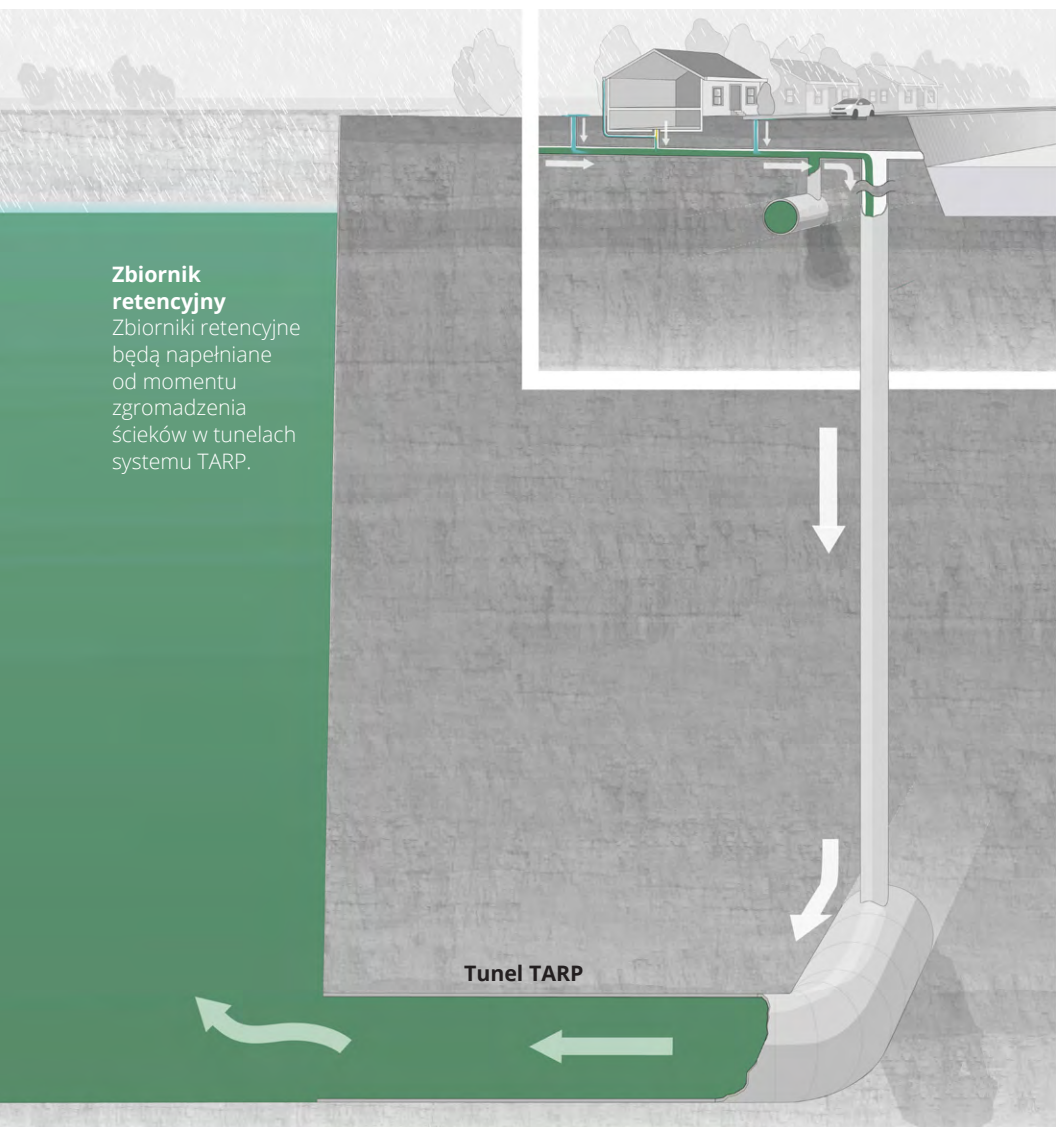 Zbiornik
retencyjny
Zbiorniki retencyjne
będą napełniane
od momentu
zgromadzenia
ścieków w tunelach
systemu TARP.
Tunel TARP